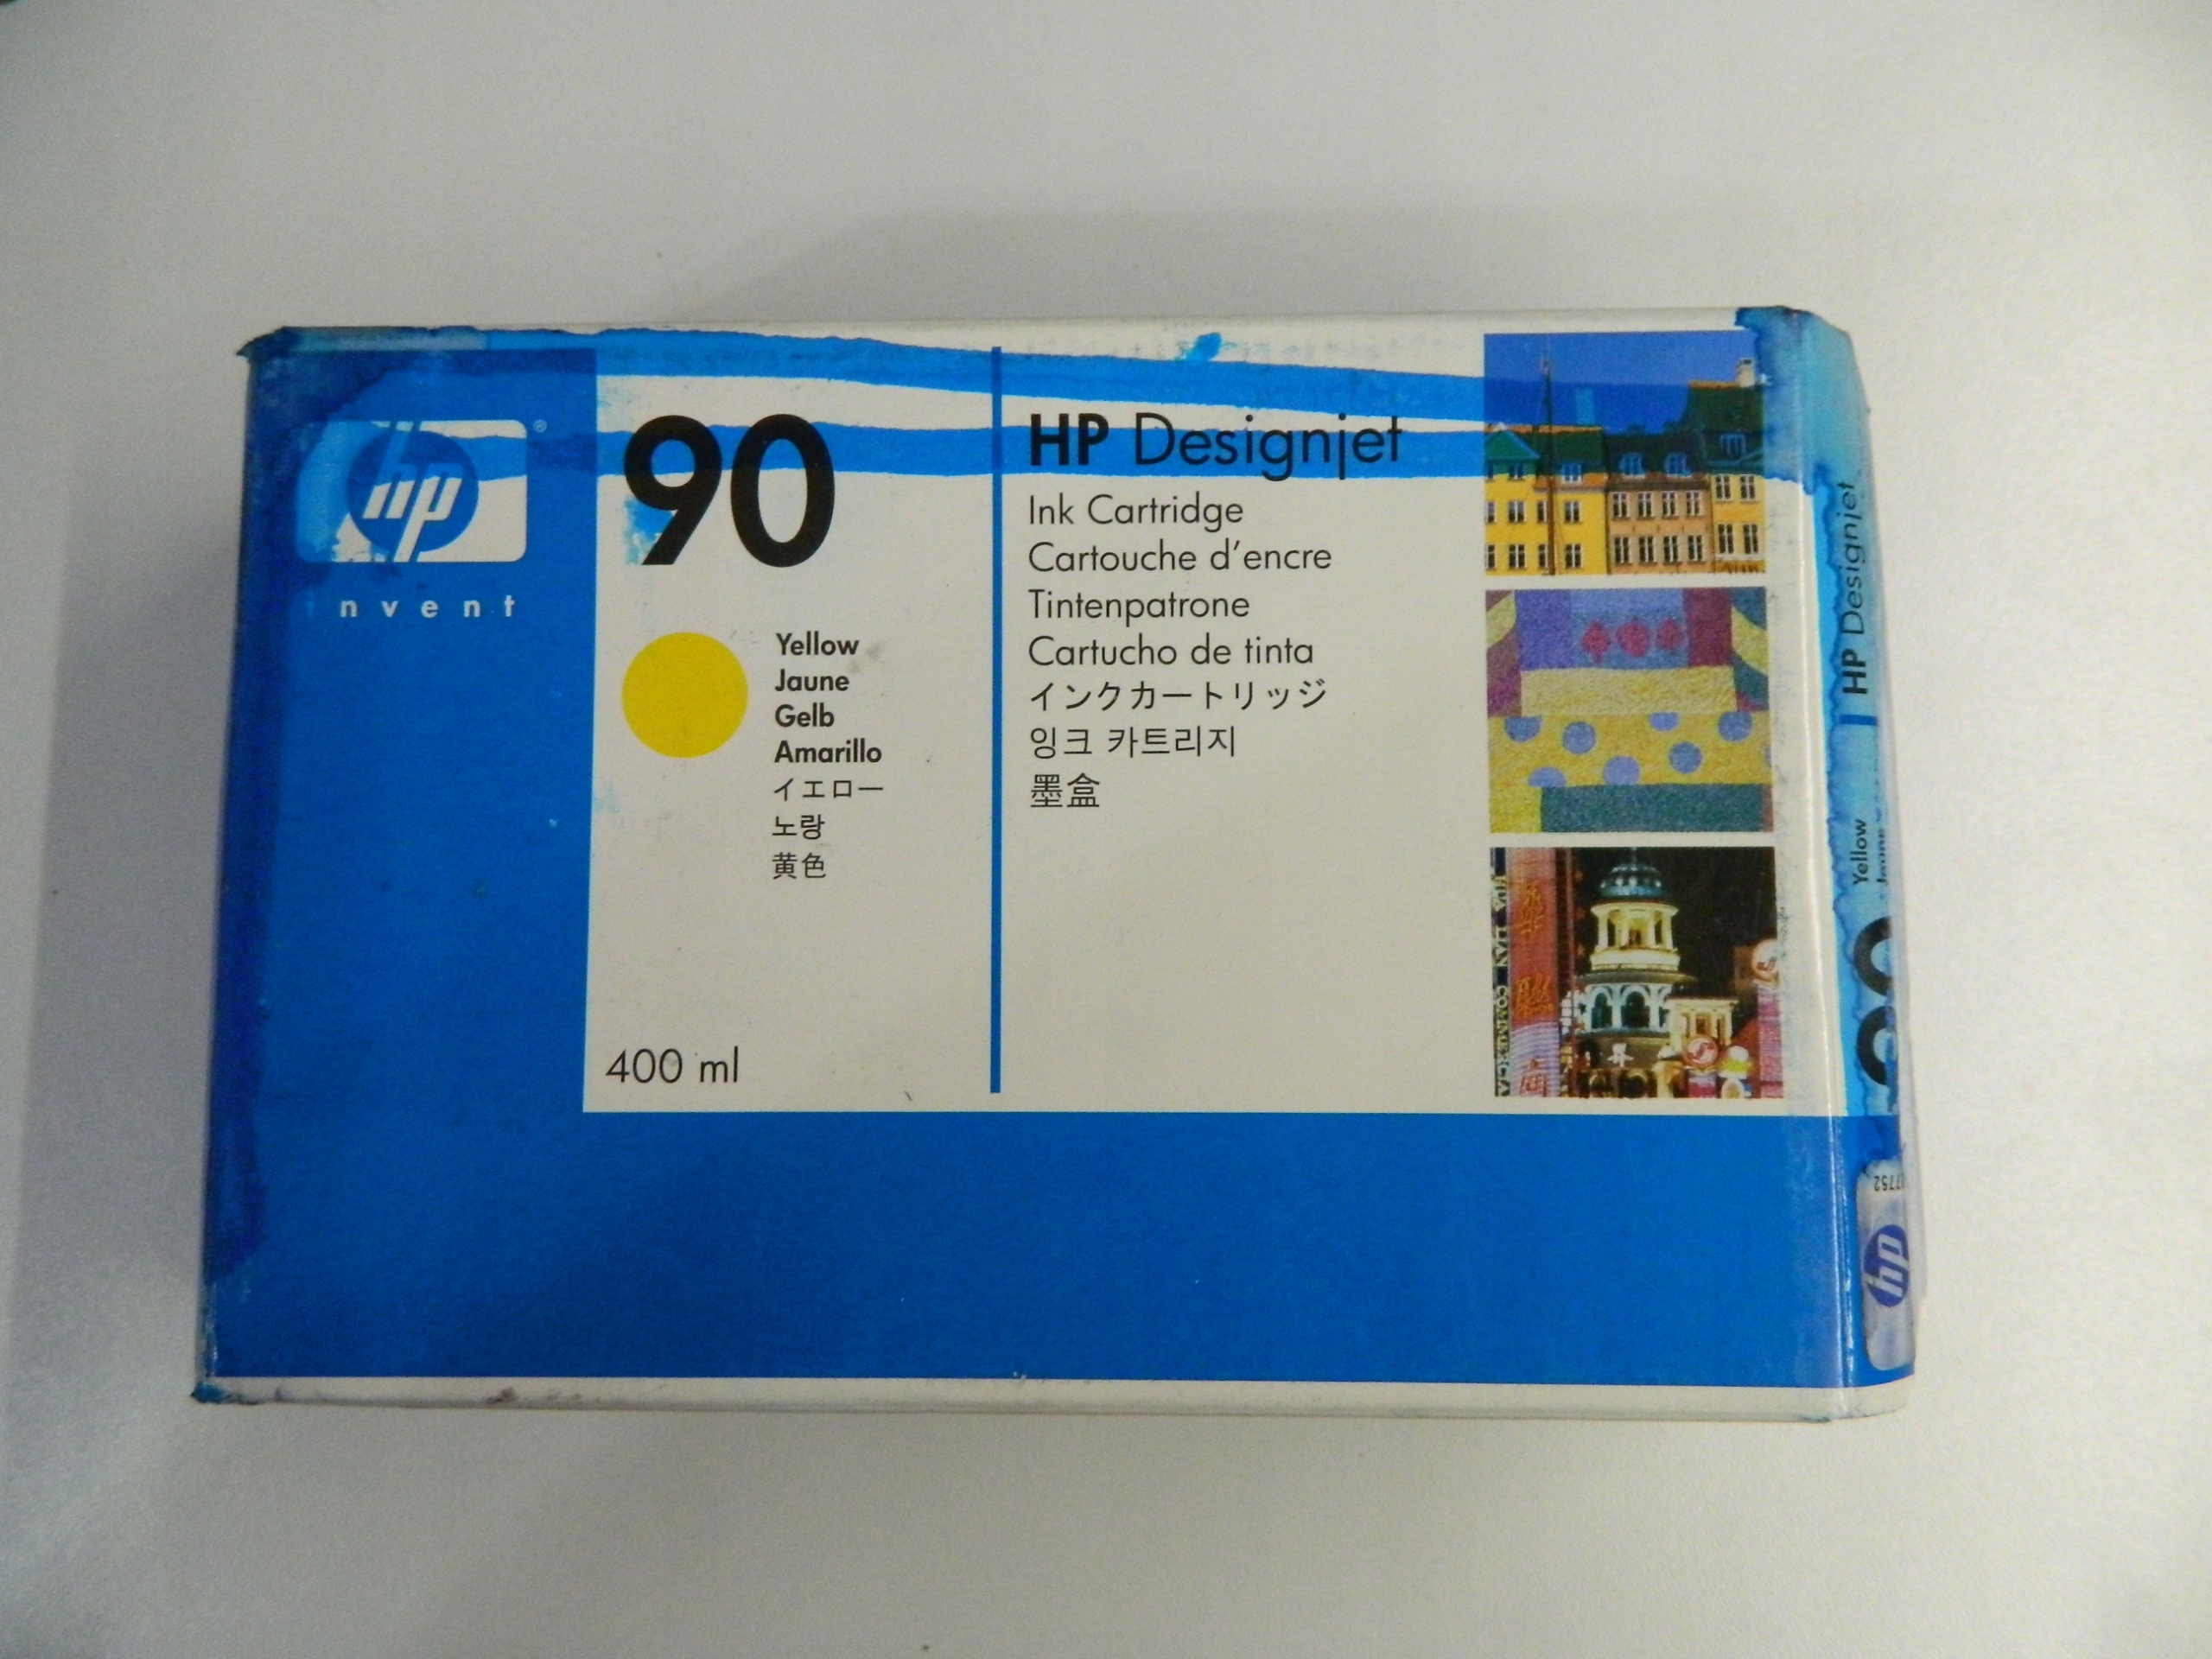 hp®
nvent
90
Yellow
Jaune
Gelb
Amarillo
イエロー
노랑
黄色
400 ml
HP Designjet
Ink Cartridge
Cartouche d'encre
Tintenpatrone
Cartucho de tinta
インクカートリッジ
잉크 카트리지
墨盒
HP Designjet
Yellow
7752
hp